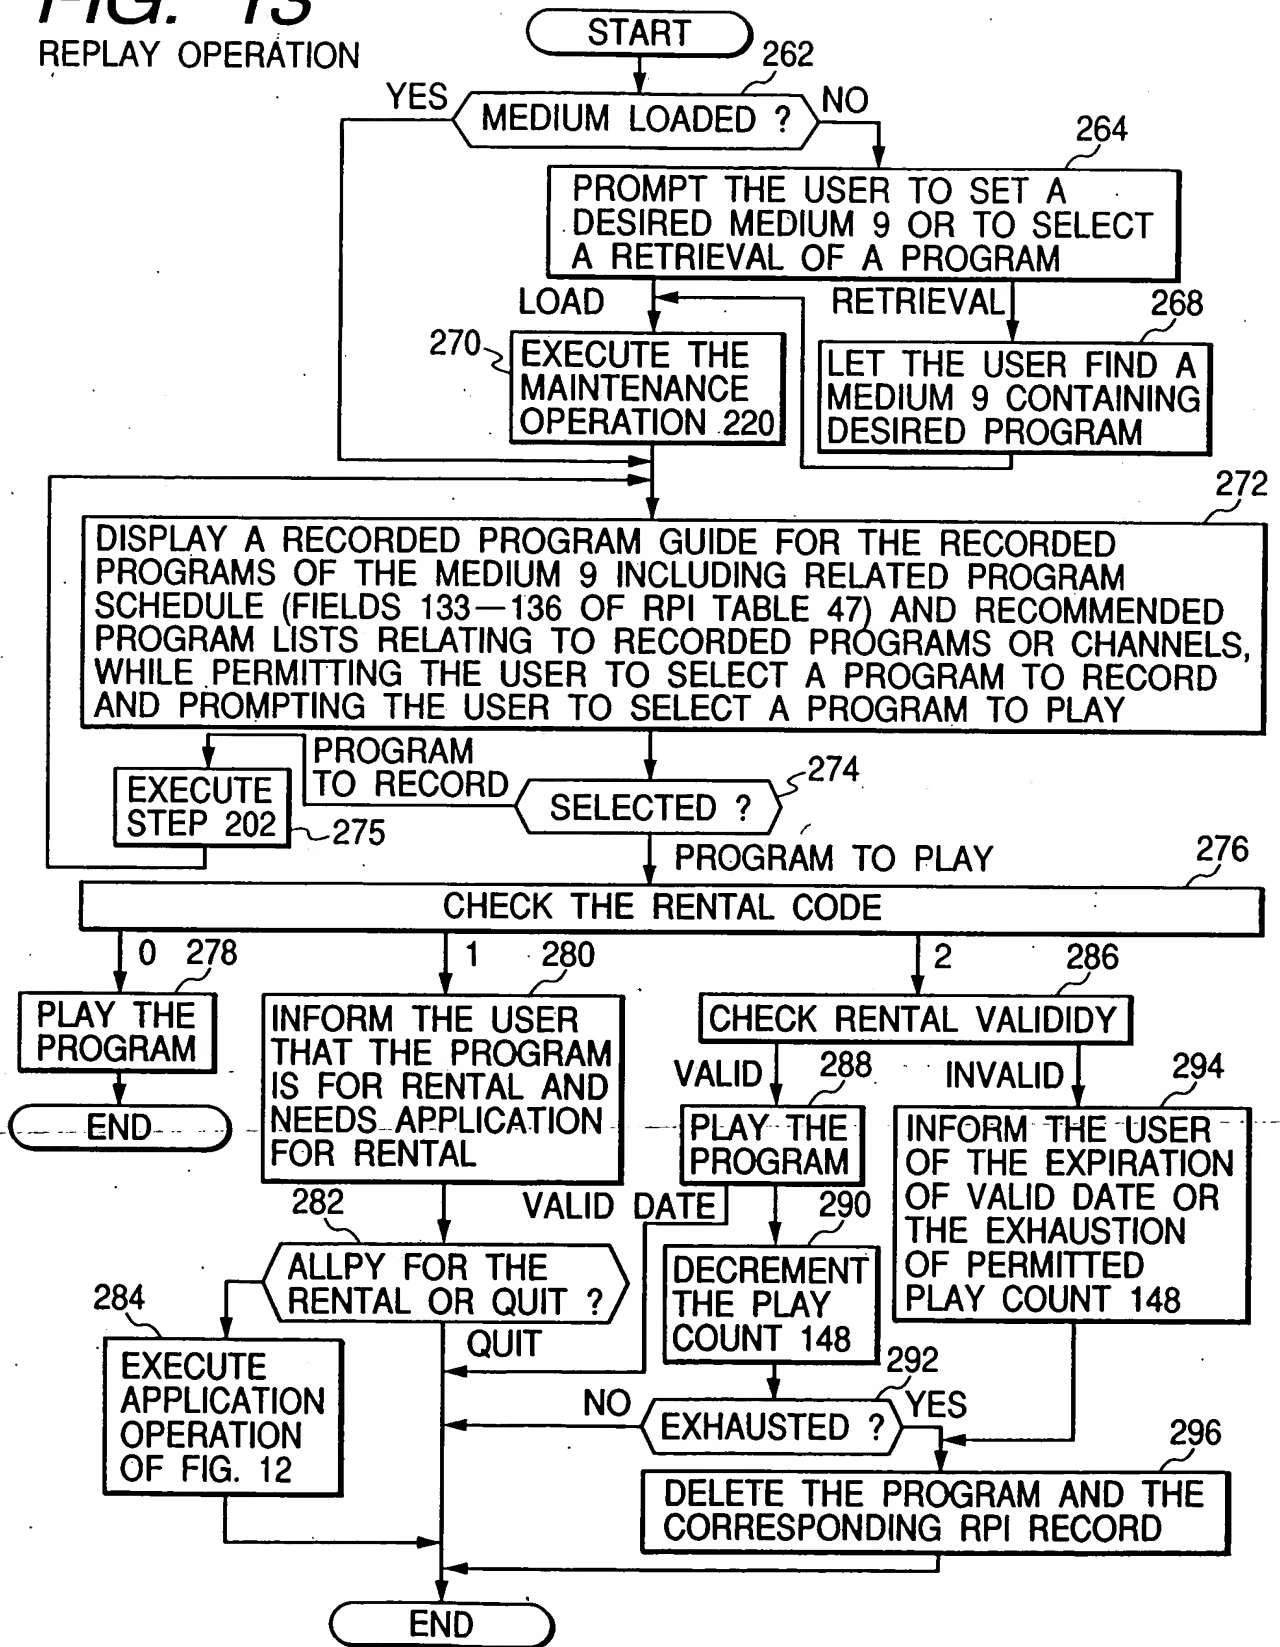 FIG. 13
REPLAY OPERATION
START
262
YES
MEDIUM LOADED ?
NO
264
PROMPT THE USER TO SET A
DESIRED MEDIUM 9 OR TO SELECT
A RETRIEVAL OF A PROGRAM
LOAD
RETRIEVAL
268
270
EXECUTE THE
MAINTENANCE
OPERATION 220
LET THE USER FIND A
MEDIUM 9 CONTAINING
DESIRED PROGRAM
272
DISPLAY A RECORDED PROGRAM GUIDE FOR THE RECORDED
PROGRAMS OF THE MEDIUM 9 INCLUDING RELATED PROGRAM
SCHEDULE (FIELDS 133—136 OF RPI TABLE 47) AND RECOMMENDED
PROGRAM LISTS RELATING TO RECORDED PROGRAMS OR CHANNELS,
WHILE PERMITTING THE USER TO SELECT A PROGRAM TO RECORD
AND PROMPTING THE USER TO SELECT A PROGRAM TO PLAY
PROGRAM
TO RECORD
274
SELECTED ?
EXECUTE
STEP 202
275
PROGRAM TO PLAY
276
CHECK THE RENTAL CODE
0
278
1
280
2
286
PLAY THE
PROGRAM
END
INFORM THE USER
THAT THE PROGRAM
IS FOR RENTAL AND
NEEDS APPLICATION
FOR RENTAL
CHECK RENTAL VALIDIDY
VALID
288
INVALID
294
PLAY THE
PROGRAM
INFORM THE USER
OF THE EXPIRATION
OF VALID DATE OR
THE EXHAUSTION
OF PERMITTED
PLAY COUNT 148
282
VALID DATE
290
ALLPY FOR THE
RENTAL OR QUIT ?
DECREMENT
THE PLAY
COUNT 148
284
QUIT
EXECUTE
APPLICATION
OPERATION
OF FIG. 12
292
NO
EXHAUSTED ?
YES
296
DELETE THE PROGRAM AND THE
CORRESPONDING RPI RECORD
END